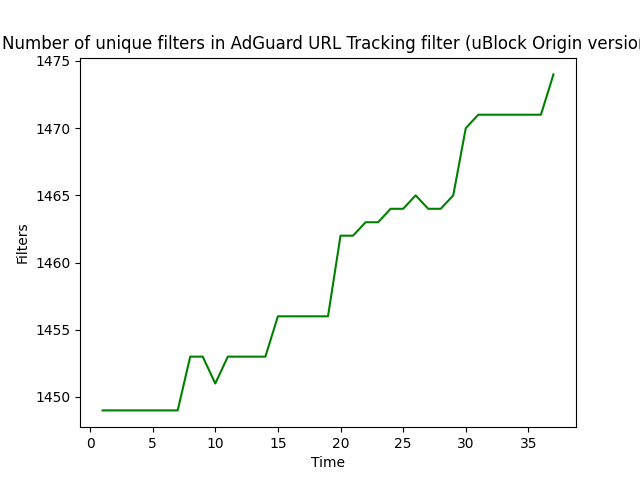 Number of unique filters in AdGuard URL Tracking filter (uBlock Origin version
1475
1470
1465
1460
1455
1450
Filters
0 5 10 15 20 25 30 35
Time